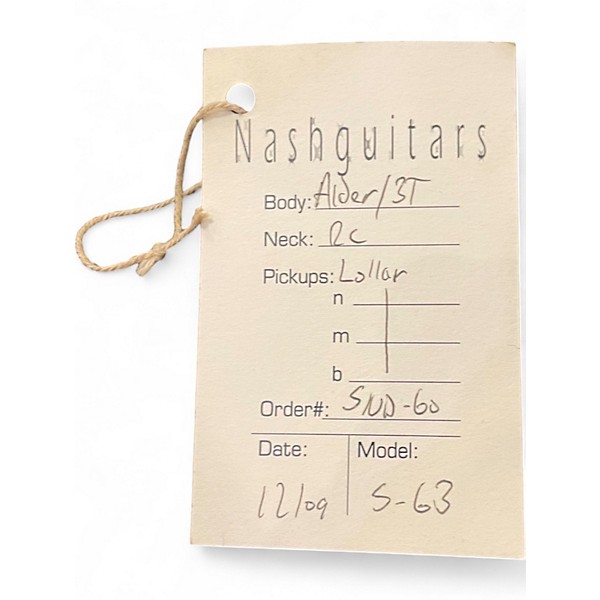 Nashguitars
Body: Alder/3T
Neck: RC
Pickups: Lollar
n
m
b
Order#: SND-60
Date: Model:
12/09 S-63